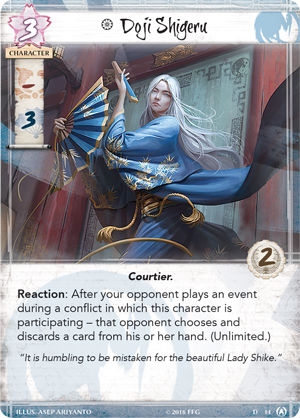 3
Doji Shigeru
CHARACTER
3
2
Courtier.
Reaction: After your opponent plays an event
during a conflict in which this character is
participating – that opponent chooses and
discards a card from his or her hand. (Unlimited.)
“It is humbling to be mistaken for the beautiful Lady Shike.”
ILLUS. ASEP ARIYANTO
© 2018 FFG
D